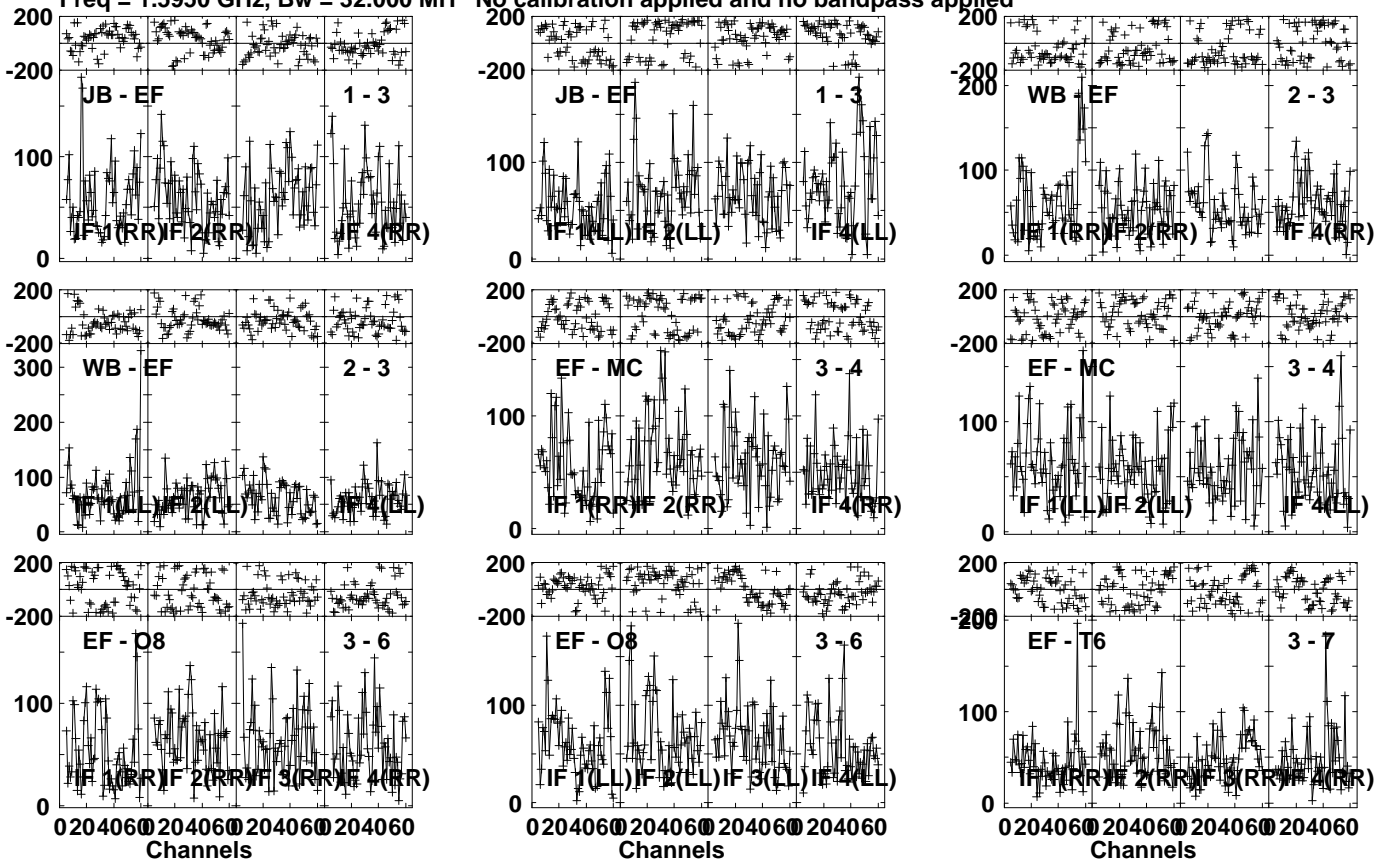 Freq = 1.5950 GHz, Bw = 32.000 MH No calibration applied and no bandpass applied
200
-200
JB - EF 1 - 3
100
IF 1(RR) IF 2(RR) IF 4(RR)
0
200
-200
JB - EF 1 - 3
100
IF 1(LL) IF 2(LL) IF 4(LL)
0
200
-200
200
WB - EF 2 - 3
100
IF 1(RR) IF 2(RR) IF 4(RR)
0
200
-200
300
WB - EF 2 - 3
200
100
IF 1(LL) IF 2(LL) IF 4(LL)
0
200
-200
EF - MC 3 - 4
100
IF 1(RR) IF 2(RR) IF 4(RR)
0
200
-200
EF - MC 3 - 4
100
IF 1(LL) IF 2(LL) IF 4(LL)
0
200
-200
EF - O8 3 - 6
100
IF 1(RR) IF 2(RR) IF 3(RR) IF 4(RR)
0
0 20 40 60 0 20 40 60 0 20 40 60 0 20 40 60
Channels
200
-200
EF - O8 3 - 6
100
IF 1(LL) IF 2(LL) IF 3(LL) IF 4(LL)
0
0 20 40 60 0 20 40 60 0 20 40 60 0 20 40 60
Channels
200
-200
200
EF - T6 3 - 7
100
IF 1(RR) IF 2(RR) IF 3(RR) IF 4(RR)
0
0 20 40 60 0 20 40 60 0 20 40 60 0 20 40 60
Channels